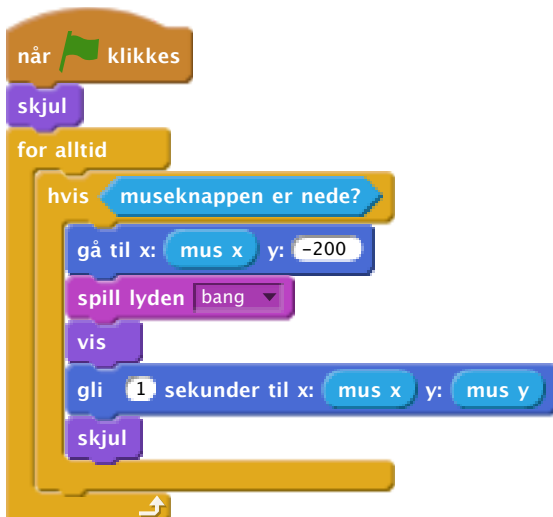 når klikkes
skjul
for alltid
hvis museknappen er nede?
gå til x: mus x y: -200
spill lyden bang
vis
gli 1 sekunder til x: mus x y: mus y
skjul